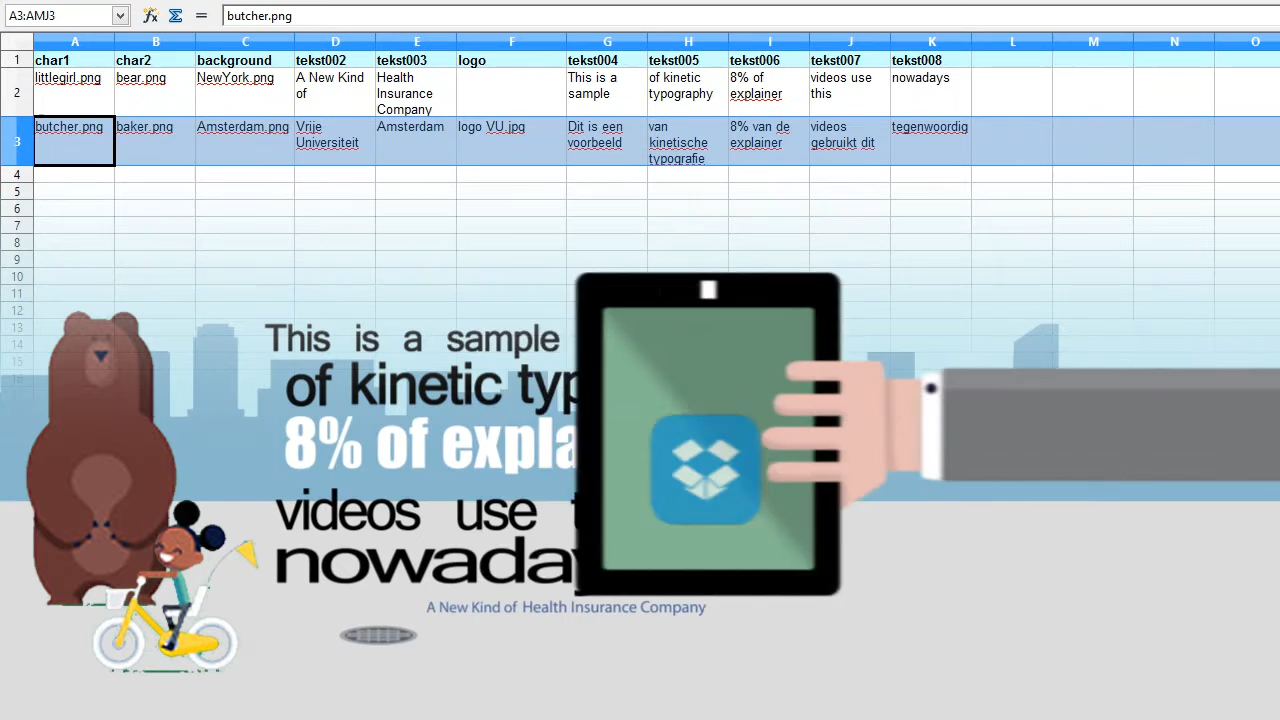 A3:AMJ3 butcher.png
A B C D E F G H I J K L M N O
1 char1 char2 background tekst002 tekst003 logo tekst004 tekst005 tekst006 tekst007 tekst008
2 littlegirl.png bear.png NewYork.png A New Kind of Health Insurance Company This is a sample of kinetic typography 8% of explainer videos use this nowadays
3 butcher.png baker.png Amsterdam.png Vrije Universiteit Amsterdam logo VU.jpg Dit is een voorbeeld van kinetische typografie 8% van de explainer videos gebruikt dit tegenwoordig
4
5
6
7
8
9
10
11
12
13
14
15
16
This is a sample
of kinetic typ
8% of expla
videos use
nowaday
A New Kind of Health Insurance Company